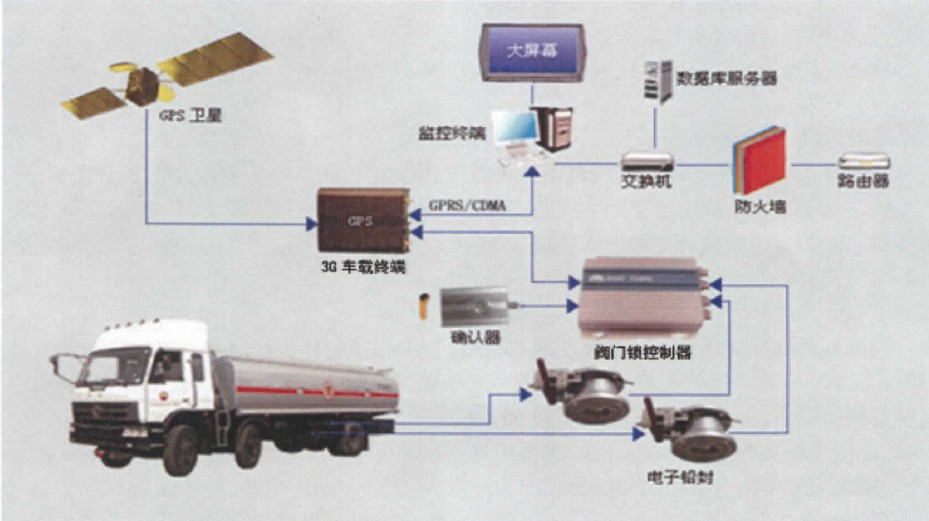 大屏幕
数据库服务器
GPS 卫星
监控终端
交换机
路由器
防火墙
GPRS/CDMA
GPS
3G 车载终端
确认器
阀门锁控制器
电子铅封